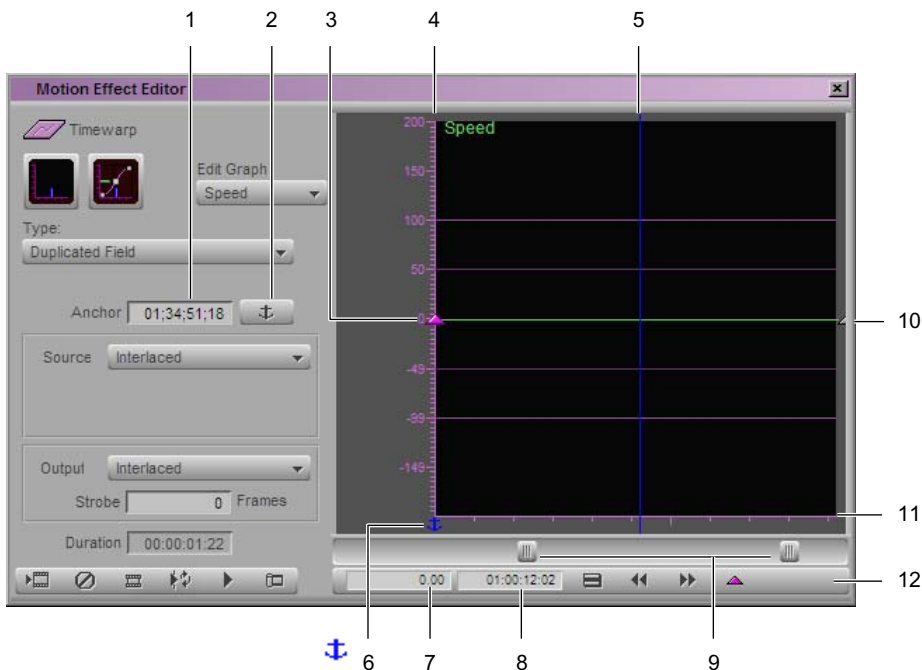 1 2 3 4 5
Motion Effect Editor
Timewarp
Edit Graph
Speed
Type:
Duplicated Field
Anchor 01;34;51;18
Source Interlaced
Output Interlaced
Strobe 0 Frames
Duration 00:00:01:22
200
Speed
150
100
50
0
-49
-99
-149
0.00 01:00:12:02
10
11
12
6 7 8 9